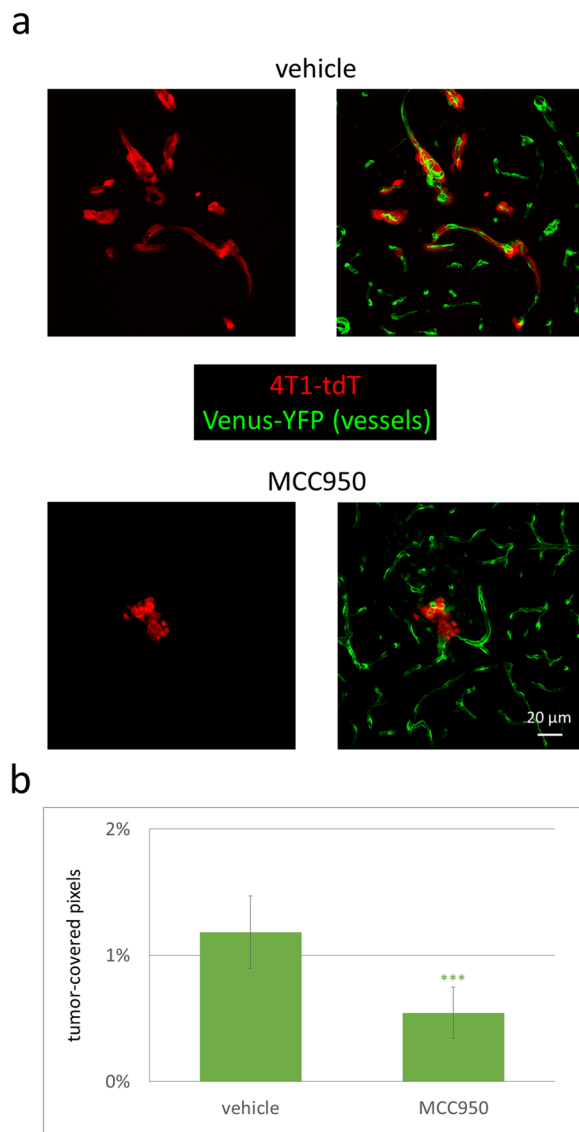 a
vehicle
4T1-tdT
Venus-YFP (vessels)
MCC950
20 µm
b
2%
1%
0%
tumor-covered pixels
***
vehicle
MCC950